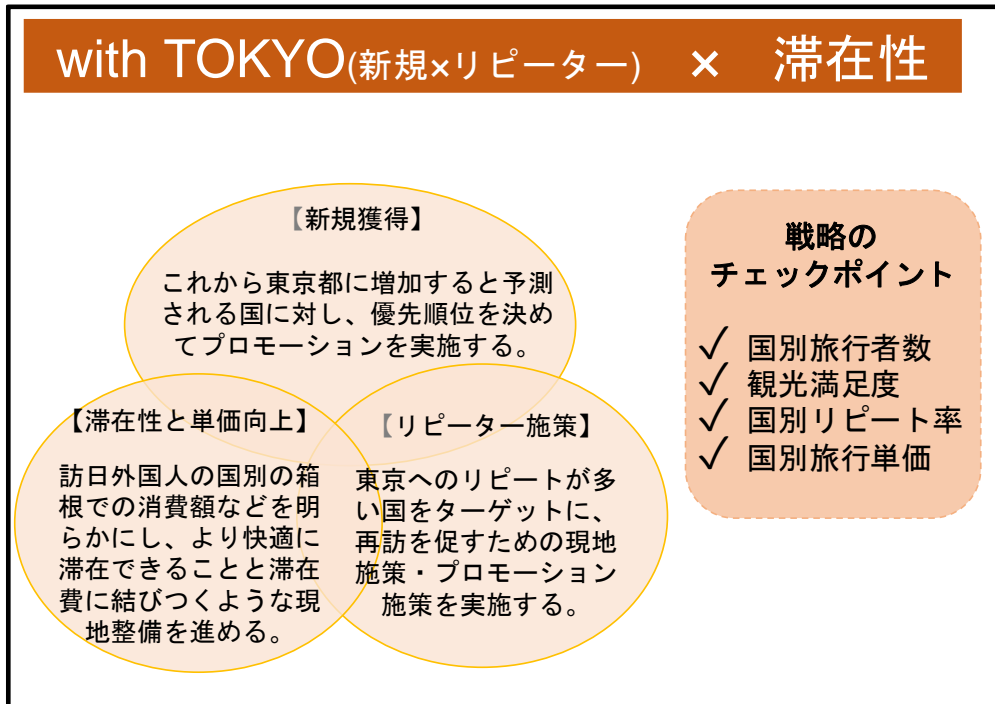 with TOKYO(新規×リピーター) × 滞在性
【新規獲得】
これから東京都に増加すると予測
される国に対し、優先順位を決め
てプロモーションを実施する。
【滞在性と単価向上】
訪日外国人の国別の箱
根での消費額などを明
らかにし、より快適に
滞在できることと滞在
費に結びつくような現
地整備を進める。
【リピーター施策】
東京へのリピートが多
い国をターゲットに、
再訪を促すための現地
施策・プロモーション
施策を実施する。
戦略の
チェックポイント
✓ 国別旅行者数
✓ 観光満足度
✓ 国別リピート率
✓ 国別旅行単価